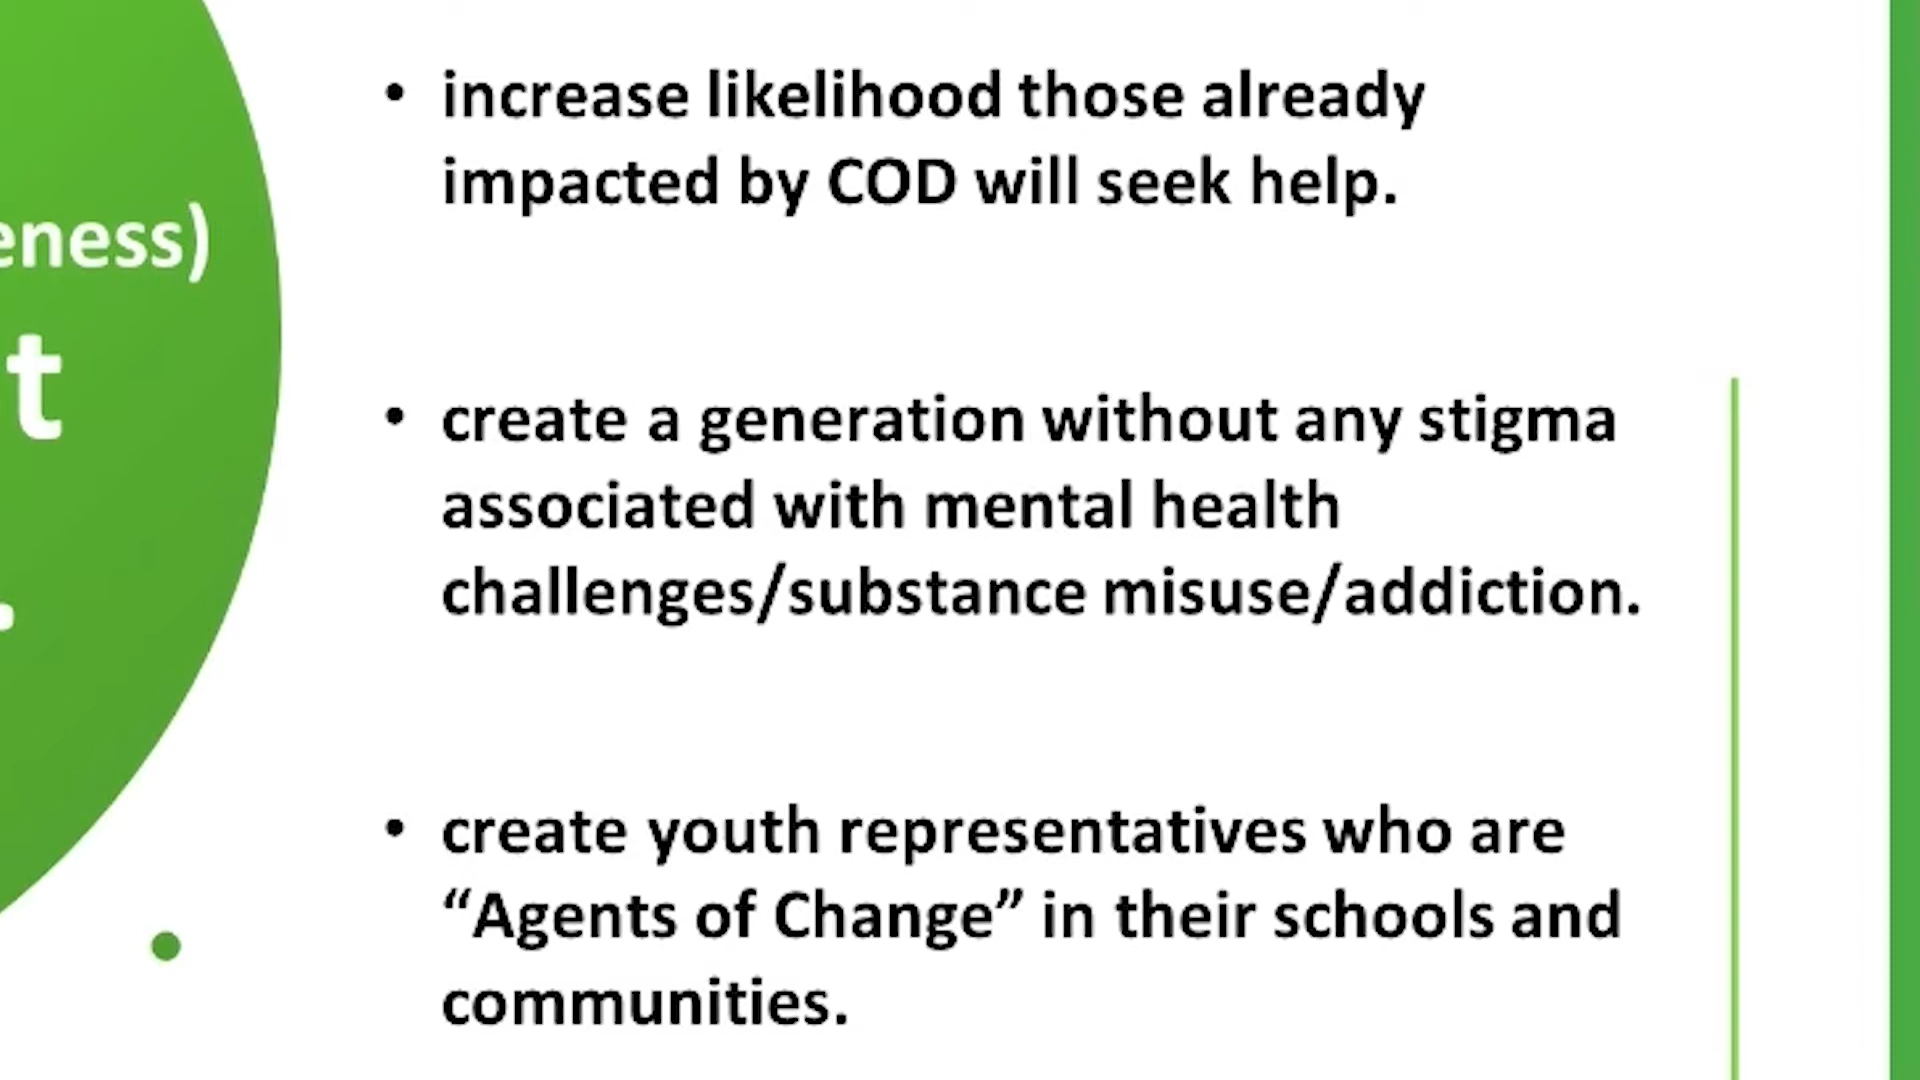 • increase likelihood those already
impacted by COD will seek help.
eness)
t
.
• create a generation without any stigma
associated with mental health
challenges/substance misuse/addiction.
• create youth representatives who are
“Agents of Change” in their schools and
communities.